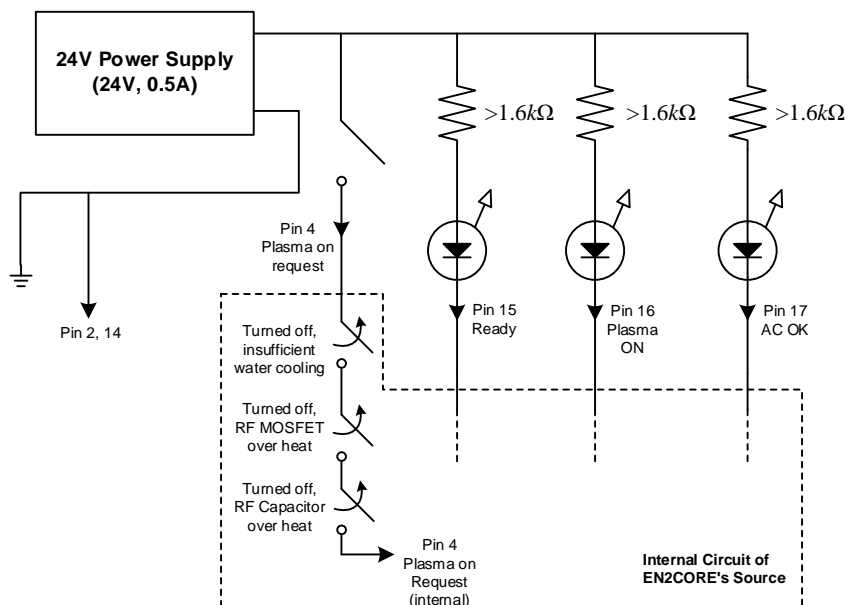 24V Power Supply
(24V, 0.5A)
>1.6kΩ
>1.6kΩ
>1.6kΩ
Pin 4
Plasma on
request
Pin 2, 14
Pin 15
Ready
Pin 16
Plasma
ON
Pin 17
AC OK
Turned off,
insufficient
water cooling
Turned off,
RF MOSFET
over heat
Turned off,
RF Capacitor
over heat
Pin 4
Plasma on
Request
(internal)
Internal Circuit of
EN2CORE's Source